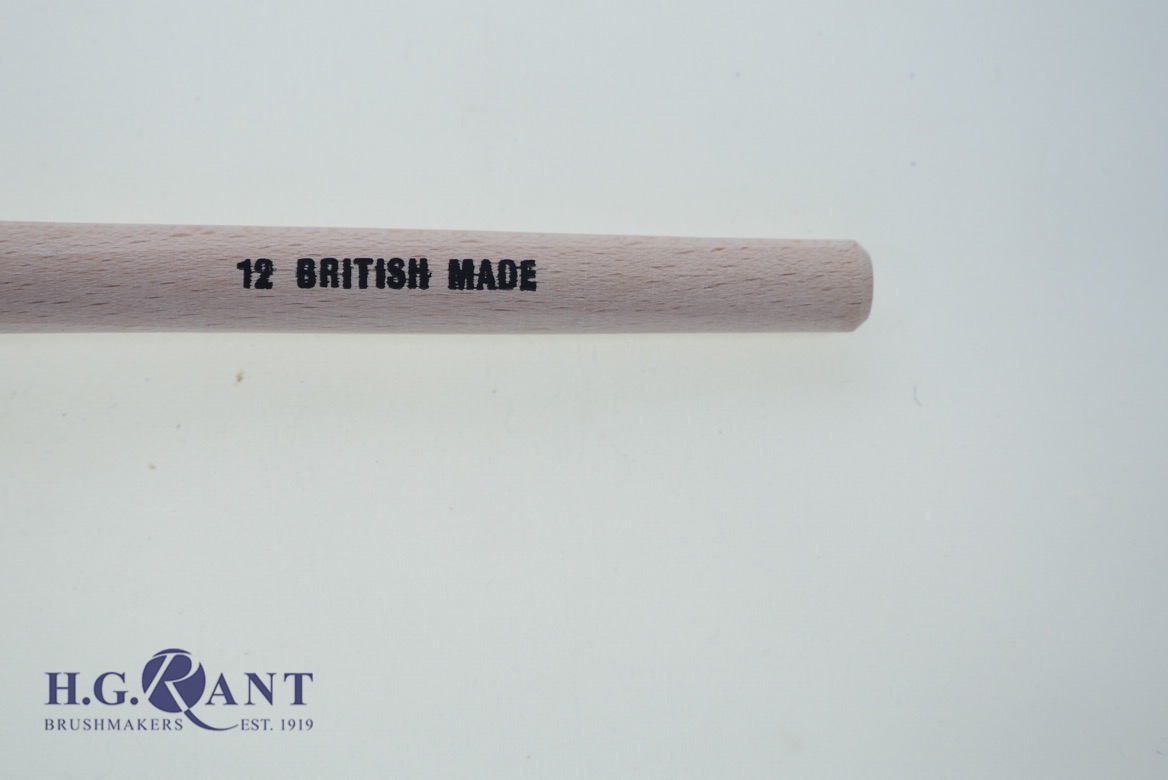 12 BRITISH MADE
H.G.RANT
BRUSHMAKERS EST. 1919